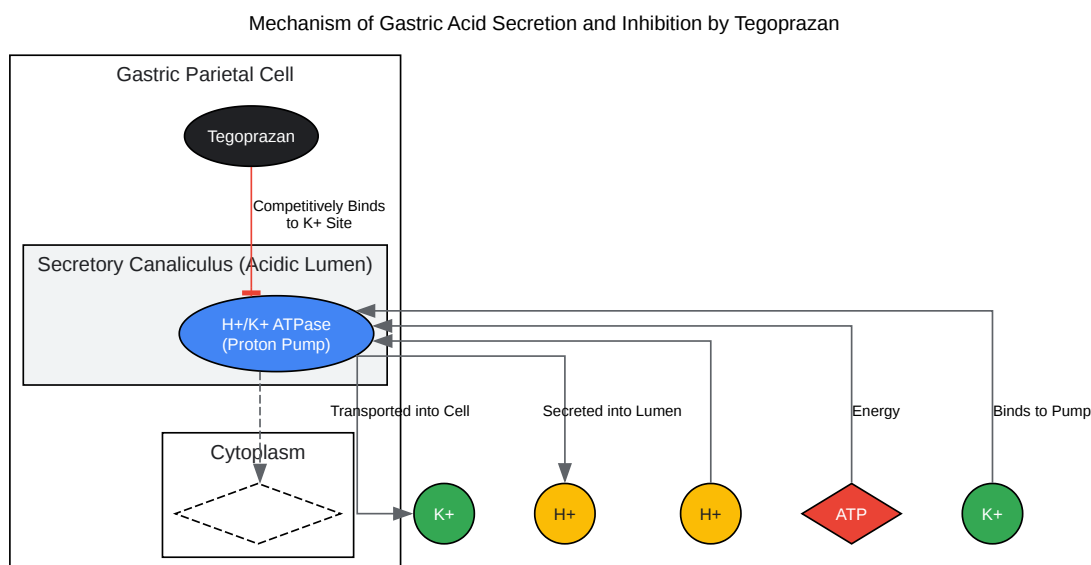 Mechanism of Gastric Acid Secretion and Inhibition by Tegoprazan
Gastric Parietal Cell
Tegoprazan
Competitively Binds
to K+ Site
Secretory Canaliculus (Acidic Lumen)
H+/K+ ATPase
(Proton Pump)
Transported into Cell
Secreted into Lumen
Energy
Binds to Pump
Cytoplasm
K+
H+
H+
ATP
K+